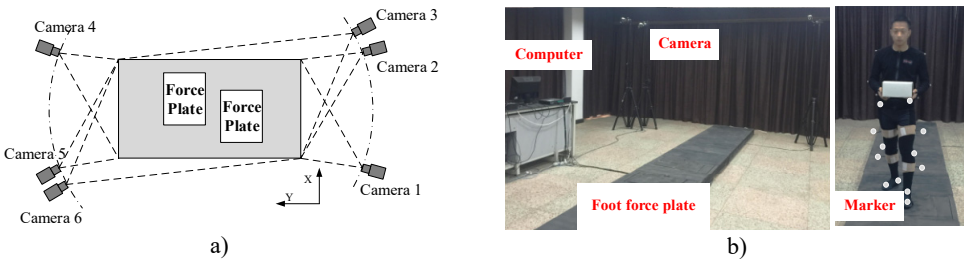 Camera 4
Camera 3
Camera 2
Force
Plate
Force
Plate
Camera 5
Camera 6
Camera 1
X
Y
a)
Computer
Camera
Foot force plate
Marker
b)